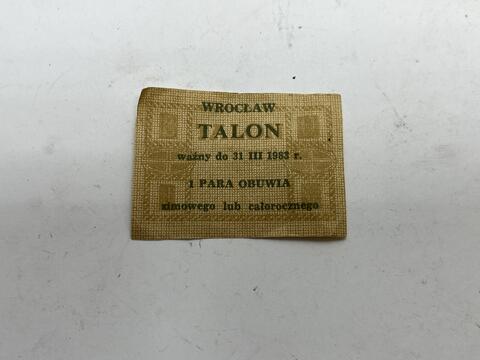 WROCŁAW
TALON
ważny do 31 III 1983 r.
1 PARA OBUWIA
zimowego lub całorocznego